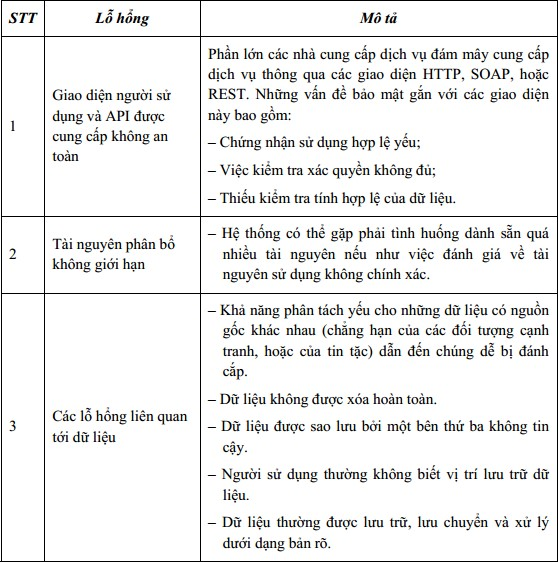 STT Lỗ hổng Mô tả
1
Giao diện người sử
dụng và API được
cung cấp không an
toàn
Phần lớn các nhà cung cấp dịch vụ đám mây cung cấp
dịch vụ thông qua các giao diện HTTP, SOAP, hoặc
REST. Những vấn đề bảo mật gắn với các giao diện
này bao gồm:
– Chứng nhận sử dụng hợp lệ yếu;
– Việc kiểm tra xác quyền không đủ;
– Thiếu kiểm tra tính hợp lệ của dữ liệu.
2
Tài nguyên phân bổ
không giới hạn
– Hệ thống có thể gặp phải tình huống dành sẵn quá
nhiều tài nguyên nếu như việc đánh giá về tài
nguyên sử dụng không chính xác.
3
Các lỗ hổng liên quan
tới dữ liệu
– Khả năng phân tách yếu cho những dữ liệu có nguồn
gốc khác nhau (chẳng hạn của các đối tượng cạnh
tranh, hoặc của tin tặc) dẫn đến chúng dễ bị đánh
cắp.
– Dữ liệu không được xóa hoàn toàn.
– Dữ liệu được sao lưu bởi một bên thứ ba không tin
cậy.
– Người sử dụng thường không biết vị trí lưu trữ dữ
liệu.
– Dữ liệu thường được lưu trữ, lưu chuyển và xử lý
dưới dạng bản rõ.